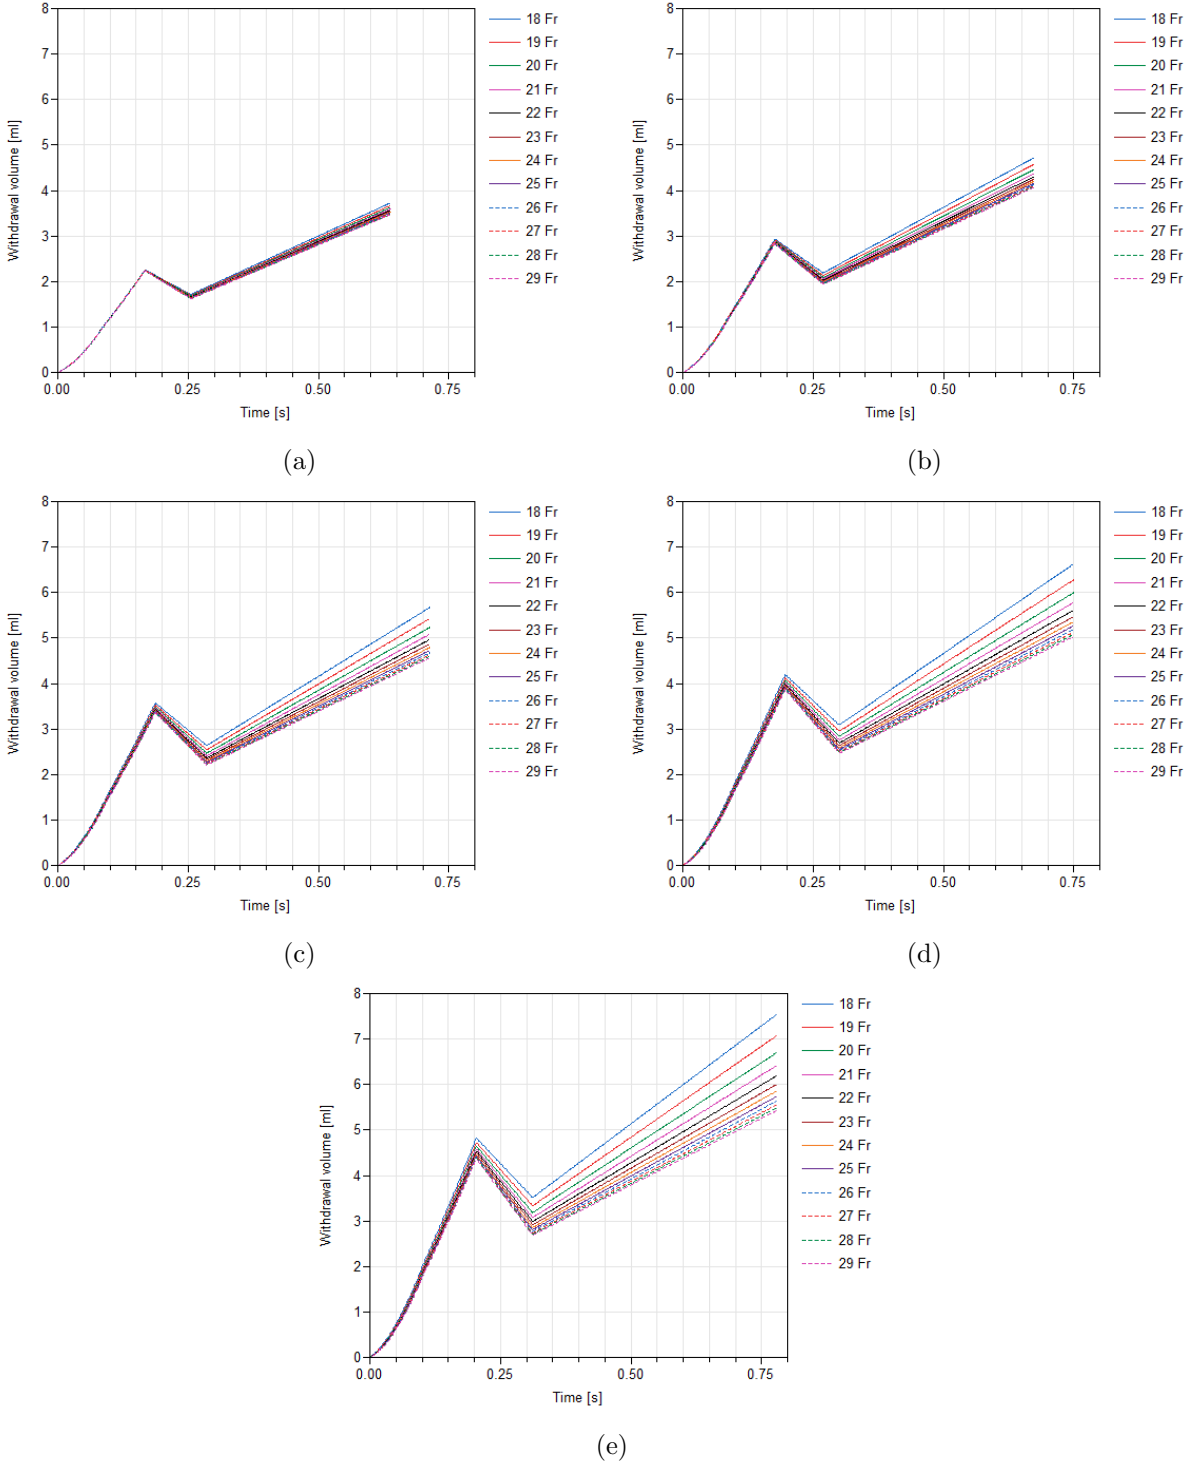 8
7
6
5
4
3
2
1
0
Withdrawal volume [ml]
0.00 0.25 0.50 0.75
Time [s]
18 Fr
19 Fr
20 Fr
21 Fr
22 Fr
23 Fr
24 Fr
25 Fr
26 Fr
27 Fr
28 Fr
29 Fr
(a)
8
7
6
5
4
3
2
1
0
Withdrawal volume [ml]
0.00 0.25 0.50 0.75
Time [s]
18 Fr
19 Fr
20 Fr
21 Fr
22 Fr
23 Fr
24 Fr
25 Fr
26 Fr
27 Fr
28 Fr
29 Fr
(b)
8
7
6
5
4
3
2
1
0
Withdrawal volume [ml]
0.00 0.25 0.50 0.75
Time [s]
18 Fr
19 Fr
20 Fr
21 Fr
22 Fr
23 Fr
24 Fr
25 Fr
26 Fr
27 Fr
28 Fr
29 Fr
(c)
8
7
6
5
4
3
2
1
0
Withdrawal volume [ml]
0.00 0.25 0.50 0.75
Time [s]
18 Fr
19 Fr
20 Fr
21 Fr
22 Fr
23 Fr
24 Fr
25 Fr
26 Fr
27 Fr
28 Fr
29 Fr
(d)
8
7
6
5
4
3
2
1
0
Withdrawal volume [ml]
0.00 0.25 0.50 0.75
Time [s]
18 Fr
19 Fr
20 Fr
21 Fr
22 Fr
23 Fr
24 Fr
25 Fr
26 Fr
27 Fr
28 Fr
29 Fr
(e)